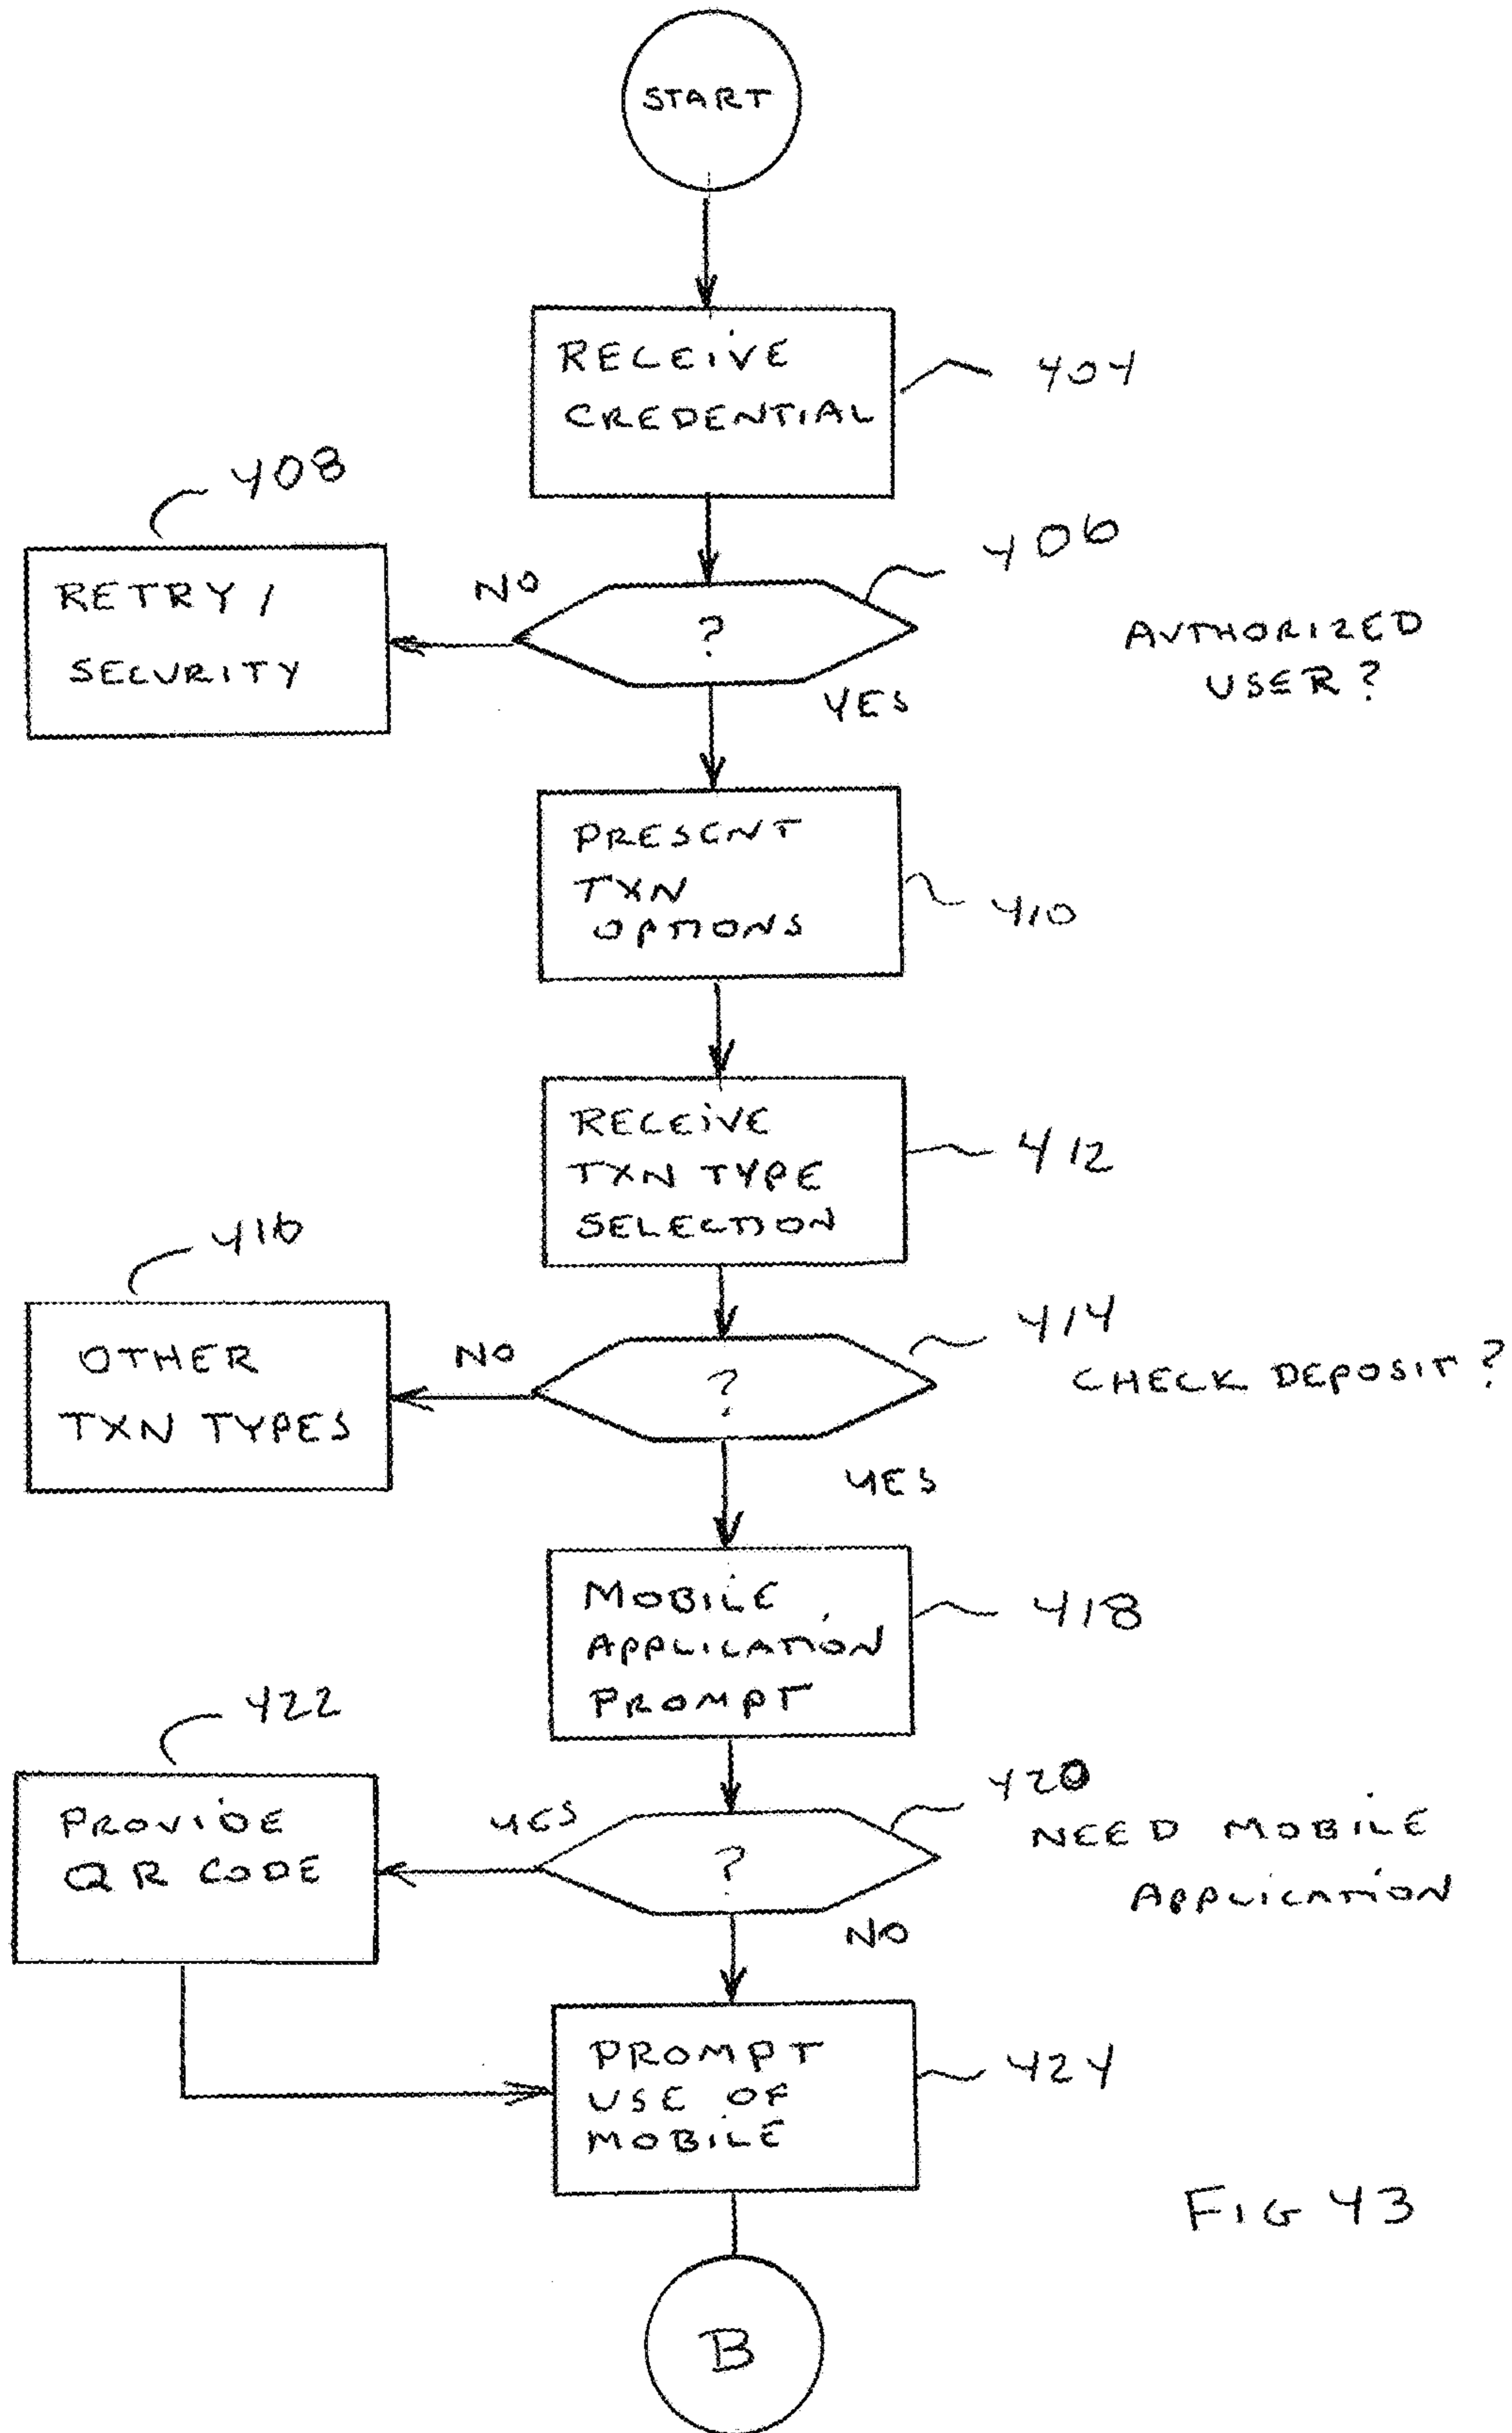 START
RECEIVE
CREDENTIAL
404
408
406
RETRY /
SECURITY
NO
?
AUTHORIZED
USER?
YES
PRESENT
TXN
OPTIONS
410
RECEIVE
TXN TYPE
SELECTION
412
416
414
OTHER
TXN TYPES
NO
?
CHECK DEPOSIT?
YES
MOBILE
APPLICATION
PROMPT
418
422
420
PROVIDE
QR CODE
YES
?
NEED MOBILE
APPLICATION
NO
PROMPT
USE OF
MOBILE
424
FIG 43
B